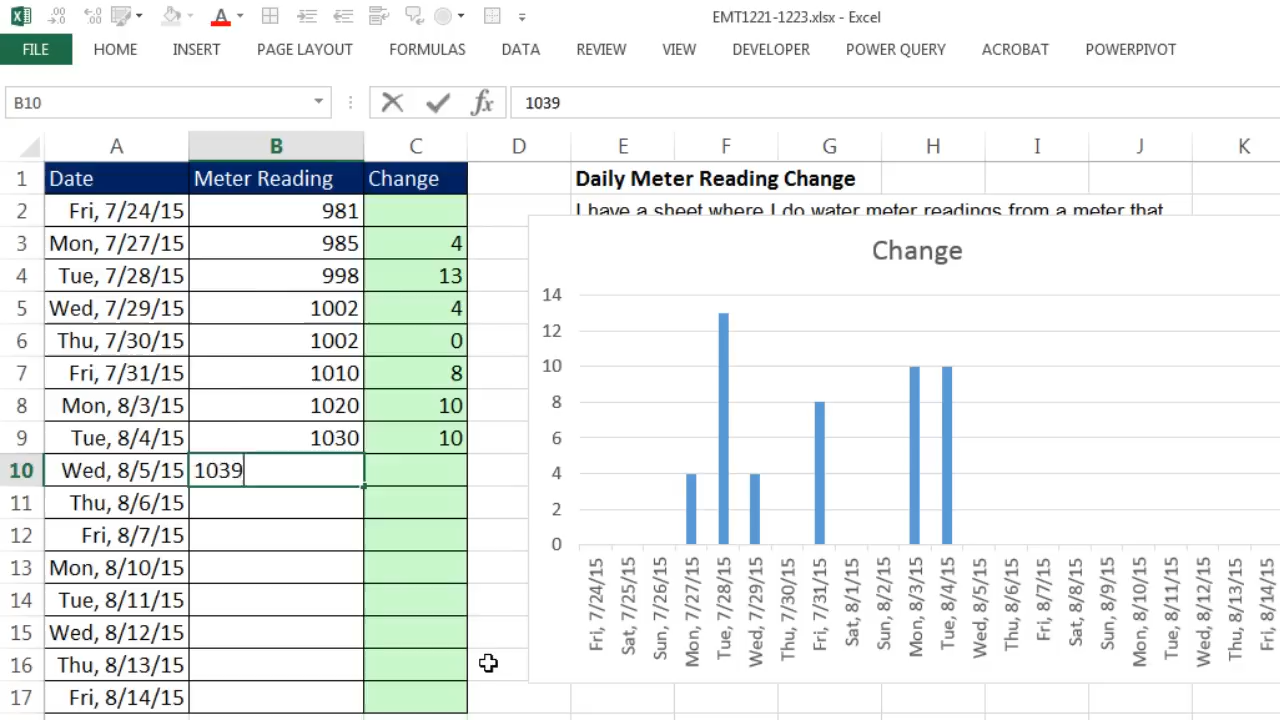 EMT1221-1223.xlsx - Excel
FILE HOME INSERT PAGE LAYOUT FORMULAS DATA REVIEW VIEW DEVELOPER POWER QUERY ACROBAT POWERPIVOT
B10 fx 1039
A B C D E F G H I J K
1 Date Meter Reading Change Daily Meter Reading Change
2 Fri, 7/24/15 981 I have a sheet where I do water meter readings from a meter that
3 Mon, 7/27/15 985 4
4 Tue, 7/28/15 998 13
5 Wed, 7/29/15 1002 4
6 Thu, 7/30/15 1002 0
7 Fri, 7/31/15 1010 8
8 Mon, 8/3/15 1020 10
9 Tue, 8/4/15 1030 10
10 Wed, 8/5/15 1039
11 Thu, 8/6/15
12 Fri, 8/7/15
13 Mon, 8/10/15
14 Tue, 8/11/15
15 Wed, 8/12/15
16 Thu, 8/13/15
17 Fri, 8/14/15
Change
14
12
10
8
6
4
2
0
Fri, 7/24/15
Sat, 7/25/15
Sun, 7/26/15
Mon, 7/27/15
Tue, 7/28/15
Wed, 7/29/15
Thu, 7/30/15
Fri, 7/31/15
Sat, 8/1/15
Sun, 8/2/15
Mon, 8/3/15
Tue, 8/4/15
Wed, 8/5/15
Thu, 8/6/15
Fri, 8/7/15
Sat, 8/8/15
Sun, 8/9/15
Mon, 8/10/15
Tue, 8/11/15
Wed, 8/12/15
Thu, 8/13/15
Fri, 8/14/15